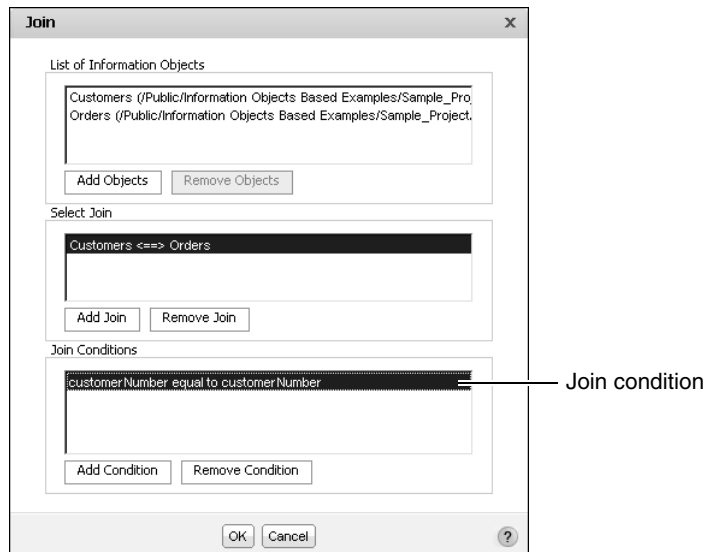 Join x
List of Information Objects
Customers (/Public/Information Objects Based Examples/Sample_Proj
Orders (/Public/Information Objects Based Examples/Sample_Project.
Add Objects Remove Objects
Select Join
Customers <==> Orders
Add Join Remove Join
Join Conditions
customerNumber equal to customerNumber
Join condition
Add Condition Remove Condition
OK Cancel ?